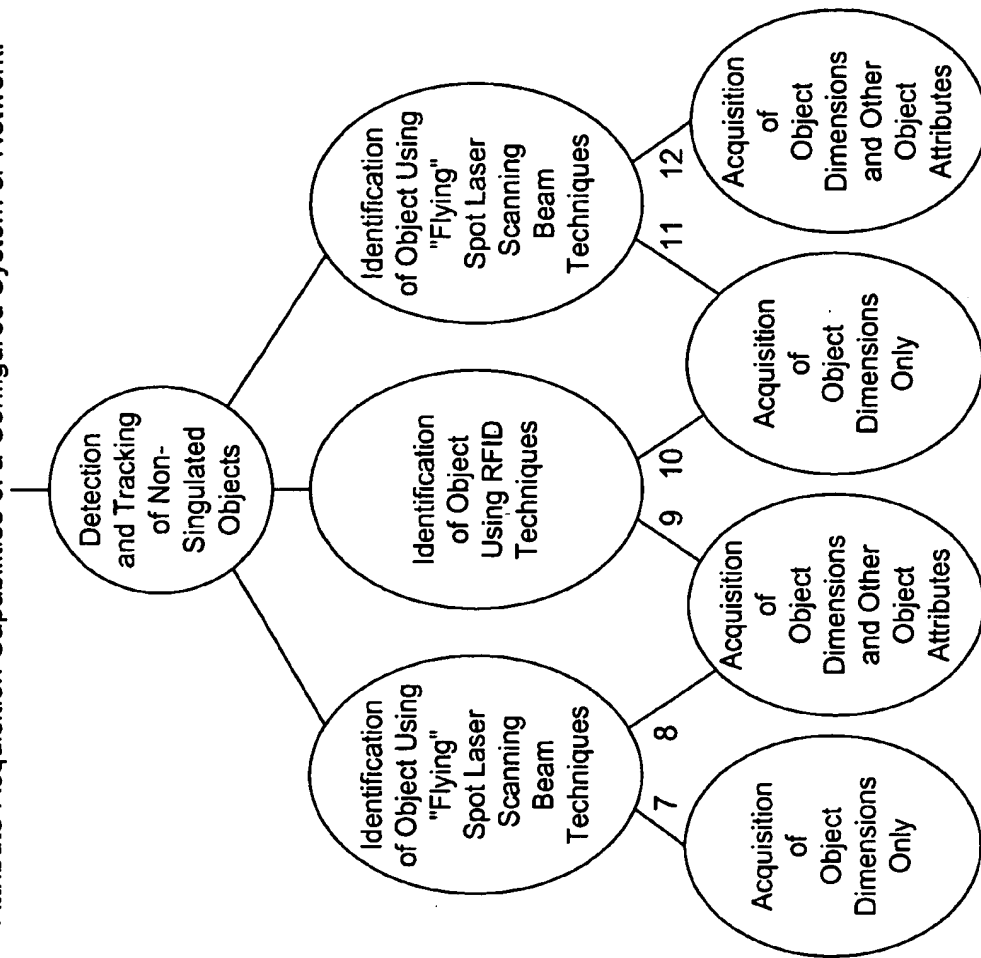 Attribute Acquisition Capabilities of a Configured System or Network:
Detection
and Tracking
of Non-
Singulated
Objects
Identification
of Object Using
"Flying"
Spot Laser
Scanning
Beam
Techniques
Identification
of Object
Using RFID
Techniques
Identification
of Object Using
"Flying"
Spot Laser
Scanning
Beam
Techniques
7
8
9
10
11
12
Acquisition
of
Object
Dimensions
Only
Acquisition
of
Object
Dimensions
and Other
Object
Attributes
Acquisition
of
Object
Dimensions
Only
Acquisition
of
Object
Dimensions
and Other
Object
Attributes